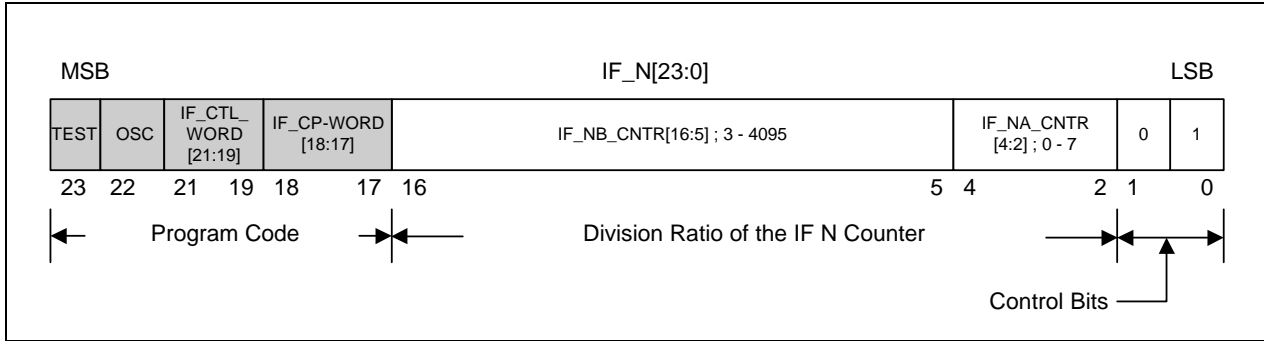 MSB IF_N[23:0] LSB
TEST OSC IF_CTL_ WORD [21:19] IF_CP-WORD [18:17] IF_NB_CNTR[16:5] ; 3 - 4095 IF_NA_CNTR [4:2] ; 0 - 7 0 1
23 22 21 19 18 17 16 5 4 2 1 0
Program Code Division Ratio of the IF N Counter
Control Bits